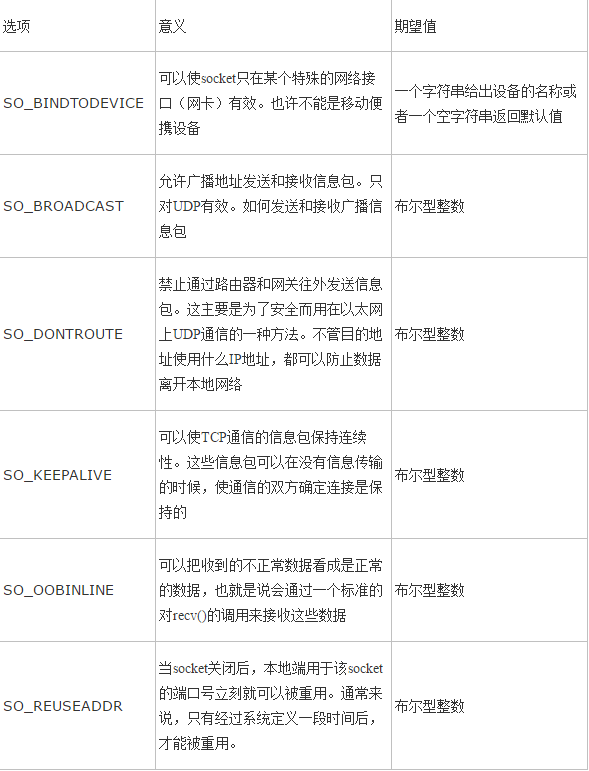 选项
意义
期望值
SO_BINDTODEVICE
可以使socket只在某个特殊的网络接
口（网卡）有效。也许不能是移动便
携设备
一个字符串给出设备的名称或
者一个空字符串返回默认值
SO_BROADCAST
允许广播地址发送和接收信息包。只
对UDP有效。如何发送和接收广播信
息包
布尔型整数
SO_DONTROUTE
禁止通过路由器和网关往外发送信息
包。这主要是为了安全而用在以太网
上UDP通信的一种方法。不管目的地
址使用什么IP地址，都可以防止数据
离开本地网络
布尔型整数
SO_KEEPALIVE
可以使TCP通信的信息包保持连续
性。这些信息包可以在没有信息传输
的时候，使通信的双方确定连接是保
持的
布尔型整数
SO_OOBINLINE
可以把收到的不正常数据看成是正常
的数据，也就是说会通过一个标准的
对recv()的调用来接收这些数据
布尔型整数
SO_REUSEADDR
当socket关闭后，本地端用于该socket
的端口号立刻就可以被重用。通常来
说，只有经过系统定义一段时间后，
才能被重用。
布尔型整数